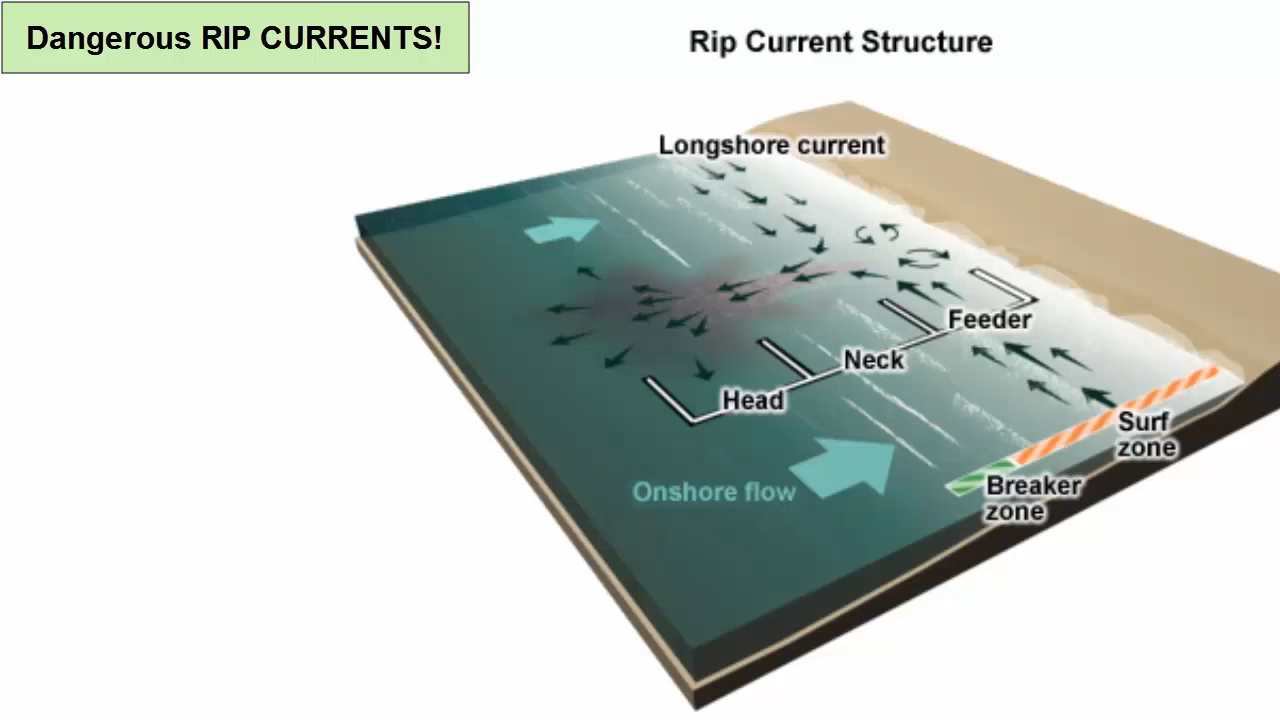 Dangerous RIP CURRENTS!
Rip Current Structure
Longshore current
Feeder
Neck
Head
Surf
zone
Onshore flow
Breaker
zone